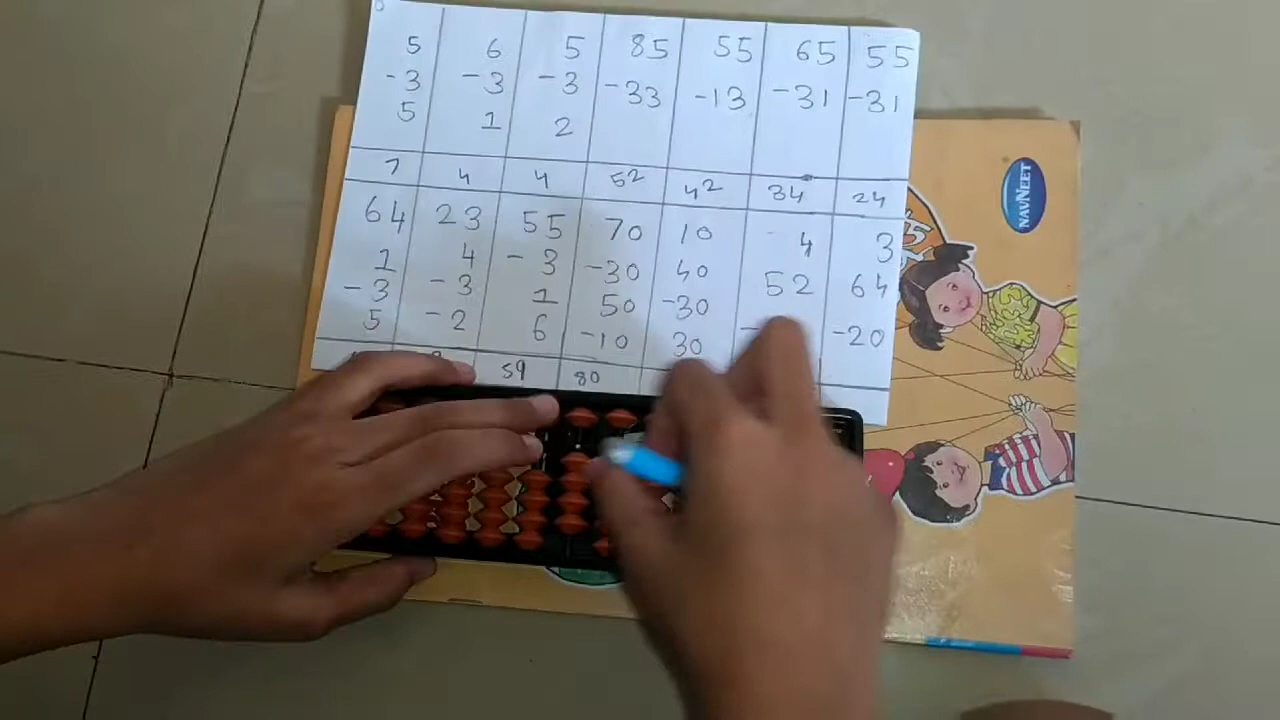 5 6 5 85 55 65 55
-3 -3 -3 -33 -13 -31 -31
5 1 2
7 4 4 52 42 34 24
64 23 55 70 10 4 3
1 4 -3 -30 40 52 64
-3 -3 1 50 -30 - -20
5 -2 6 -10 30
59 80
NAVNEET